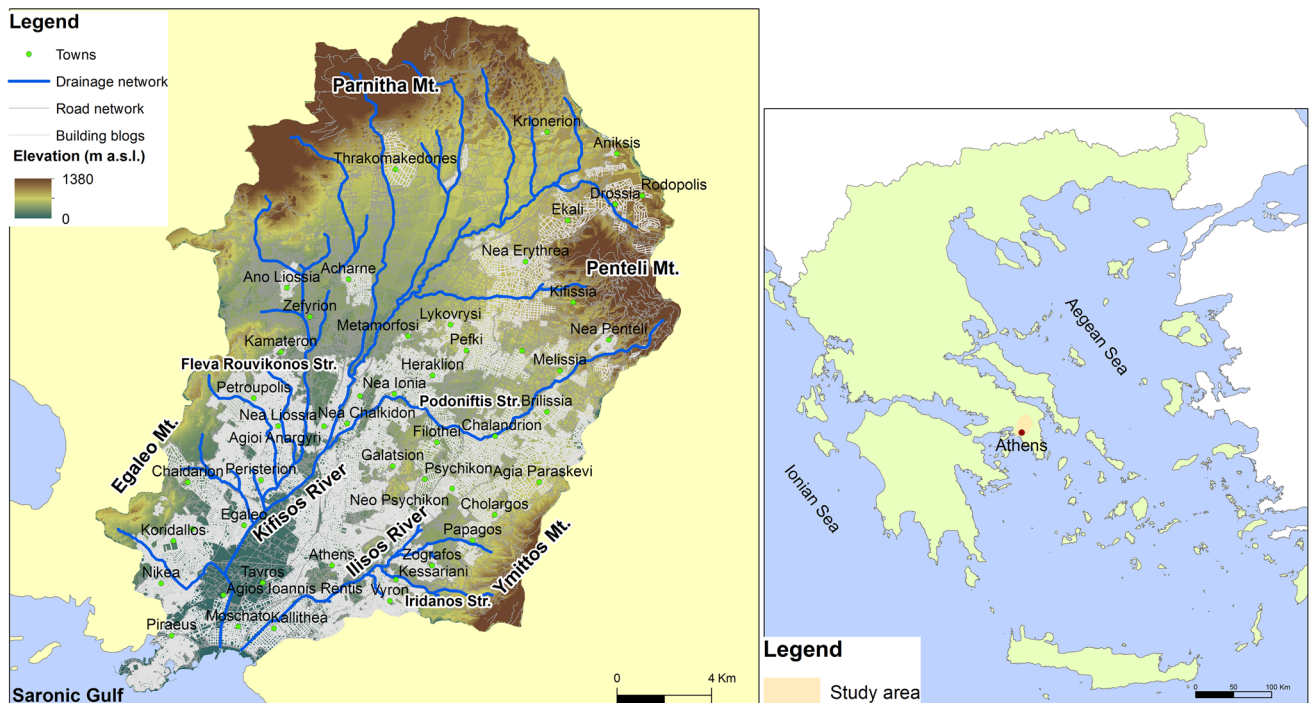 Legend
Towns
Drainage network
Road network
Building blogs
Elevation (m a.s.l.)
1380
0
Parnitha Mt.
Krionerion
Aniksis
Thrakomakedones
Rodopolis
Drossia
Ekali
Nea Erythrea
Penteli Mt.
Acharne
Ano Liossia
Kifissia
Zefyrion
Lykovrysi
Metamorfosi
Nea Penteli
Kamateron
Pefki
Melissia
Fleva Rouvikonos Str.
Heraklion
Petroupolis
Nea Ionia
Podoniftis Str.
Brilissia
Nea Liossia
Nea Chalkidon
Chalandrion
Agioi Anargyri
Filothei
Egaleo Mt.
Galatsion
Chaidarion
Peristerion
Psychikon
Agia Paraskevi
Neo Psychikon
Cholargos
Kifisos River
Egaleo
Koridallos
Papagos
Ilisos River
Zografos
Ymittos Mt.
Athens
Nikea
Tavros
Kessariani
Agios Ioannis Rentis
Vyron
Iridanos Str.
Moschato
Kallithea
Piraeus
Saronic Gulf
0
4 Km
Aegean Sea
Athens
Ionian Sea
Legend
Study area
0
50
100 Km